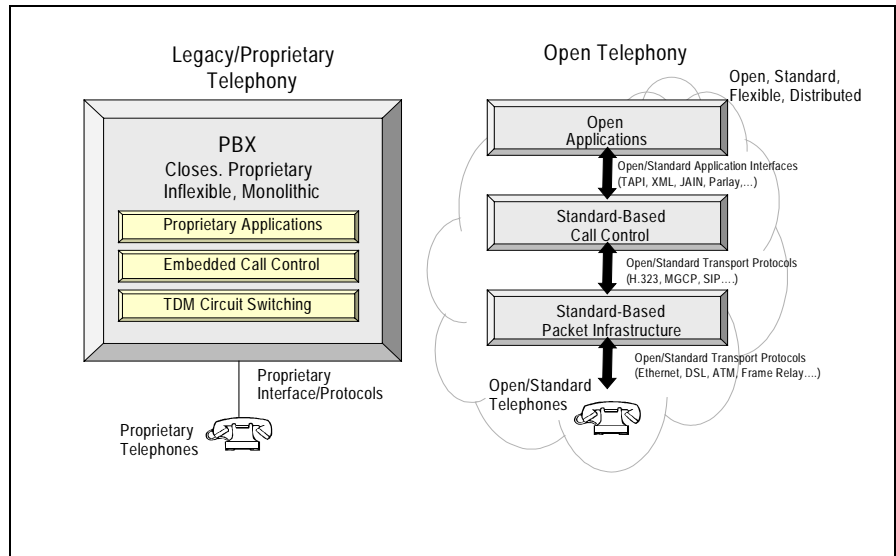 Legacy/Proprietary
Telephony
PBX
Closes. Proprietary
Inflexible, Monolithic
Proprietary Applications
Embedded Call Control
TDM Circuit Switching
Proprietary
Interface/Protocols
Proprietary
Telephones
Open Telephony
Open, Standard,
Flexible, Distributed
Open
Applications
Open/Standard Application Interfaces
(TAPI, XML, JAIN, Parlay,...)
Standard-Based
Call Control
Open/Standard Transport Protocols
(H.323, MGCP, SIP....)
Standard-Based
Packet Infrastructure
Open/Standard Transport Protocols
(Ethernet, DSL, ATM, Frame Relay....)
Open/Standard
Telephones